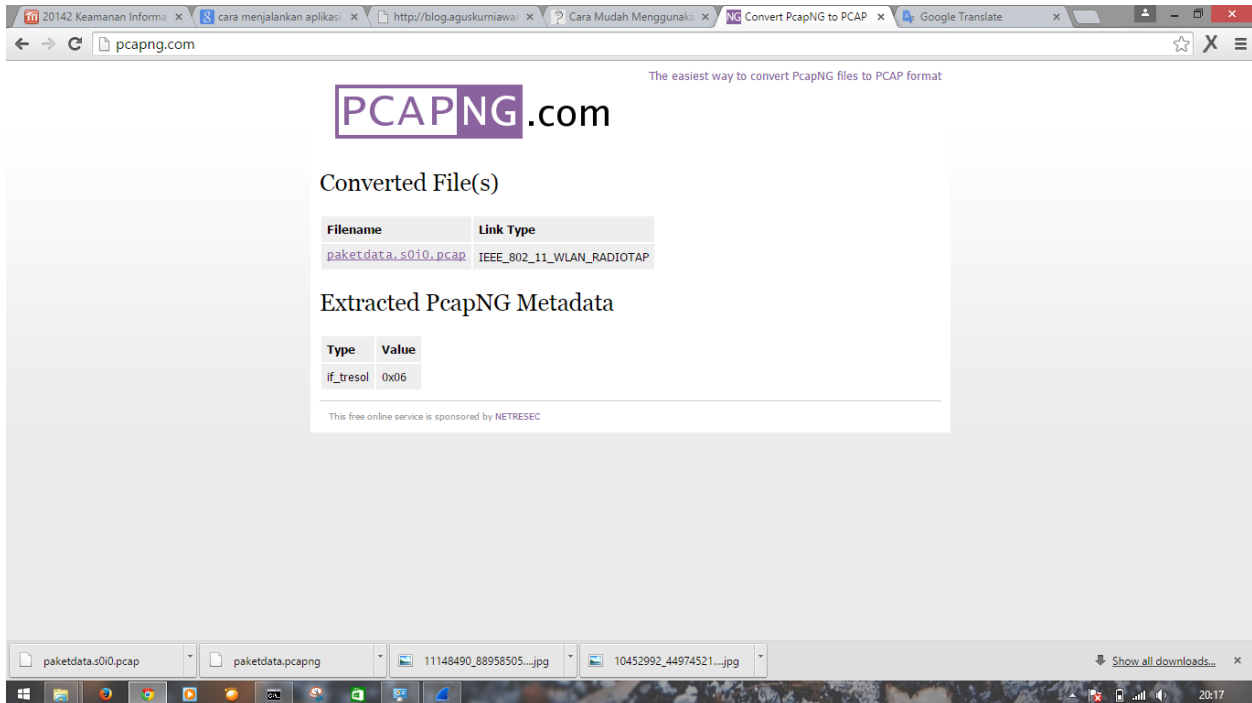 20142 Keamanan Informa
cara menjalankan aplikasi
http://blog.aguskurniawan
Cara Mudah Menggunaka
NG Convert PcapNG to PCAP
Google Translate
pcapng.com
The easiest way to convert PcapNG files to PCAP format
PCAPNG.com
Converted File(s)
Filename Link Type
paketdata.s0i0.pcap IEEE_802_11_WLAN_RADIOTAP
Extracted PcapNG Metadata
Type Value
if_tresol 0x06
This free online service is sponsored by NETRESEC
paketdata.s0i0.pcap
paketdata.pcapng
11148490_88958505....jpg
10452992_44974521....jpg
Show all downloads...
20:17